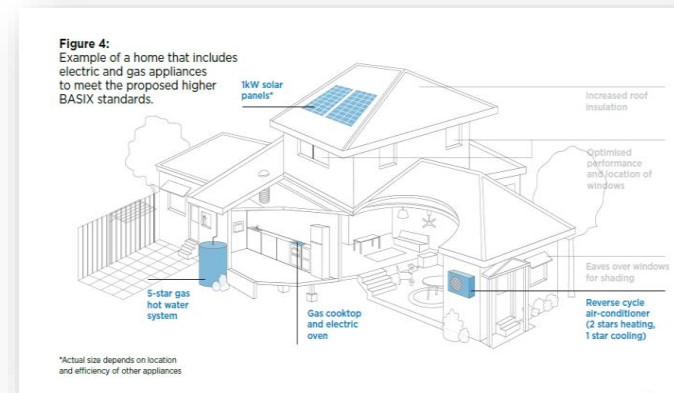 Figure 4:
Example of a home that includes
electric and gas appliances
to meet the proposed higher
BASIX standards.
1kW solar
panels*
Increased roof
insulation
Optimised
performance
and location of
windows
Eaves over windows
for shading
Reverse cycle
air-conditioner
(2 stars heating,
1 star cooling)
5-star gas
hot water
system
Gas cooktop
and electric
oven
*Actual size depends on location
and efficiency of other appliances